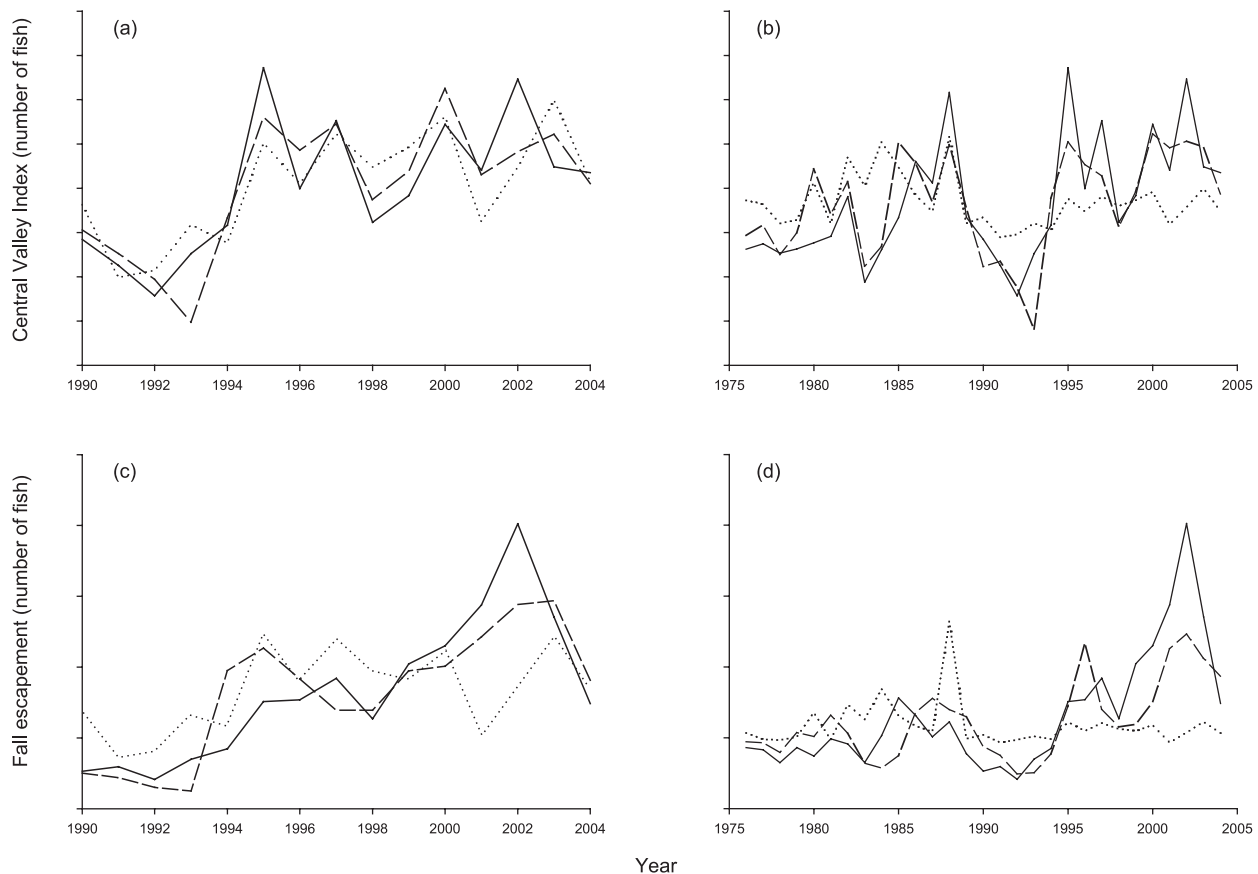 Central Valley Index (number of fish)
(a)
1990 1992 1994 1996 1998 2000 2002 2004
(b)
1975 1980 1985 1990 1995 2000 2005
Fall escapement (number of fish)
(c)
1990 1992 1994 1996 1998 2000 2002 2004
(d)
1975 1980 1985 1990 1995 2000 2005
Year